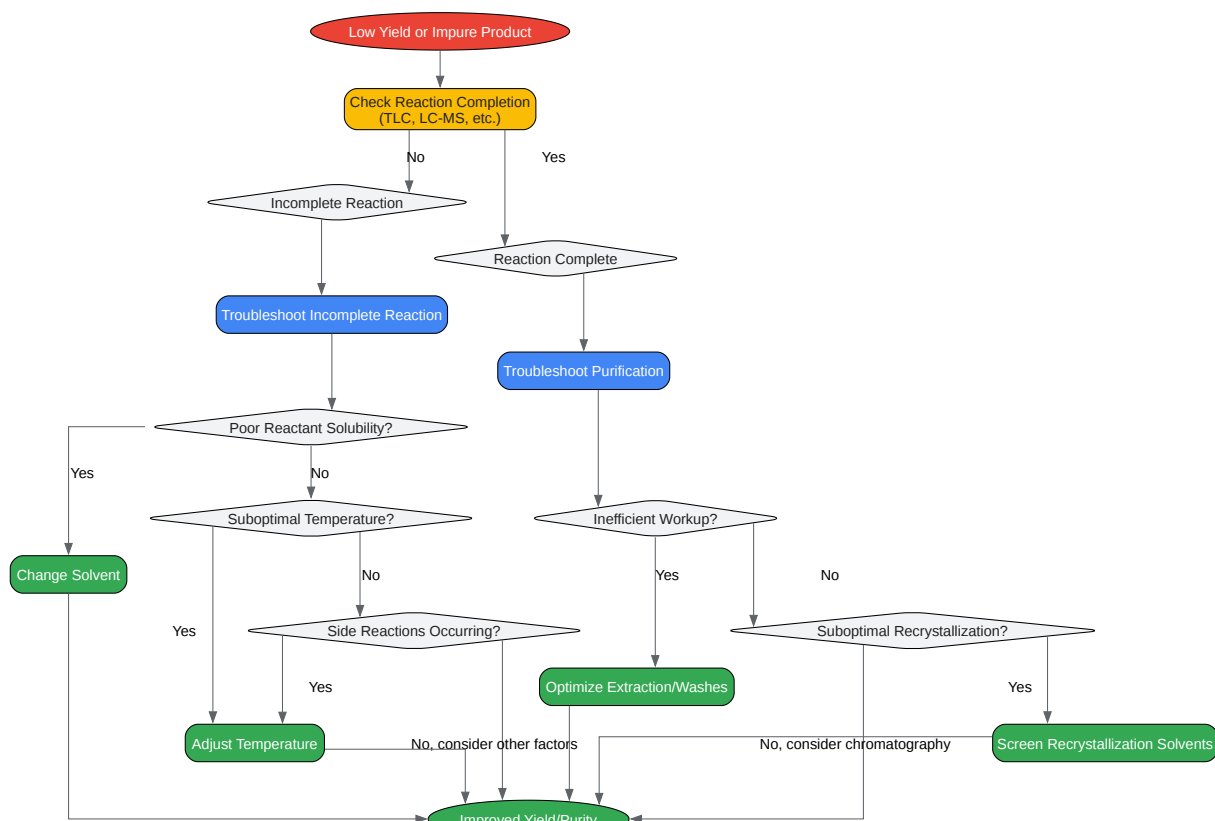 Low Yield or Impure Product
Check Reaction Completion
(TLC, LC-MS, etc.)
No
Yes
Incomplete Reaction
Reaction Complete
Troubleshoot Incomplete Reaction
Troubleshoot Purification
Poor Reactant Solubility?
Yes
No
Suboptimal Temperature?
Inefficient Workup?
Change Solvent
No
Yes
No
Yes
Side Reactions Occurring?
Suboptimal Recrystallization?
Yes
Optimize Extraction/Washes
Yes
Adjust Temperature
No, consider other factors
No, consider chromatography
Screen Recrystallization Solvents
Improved Yield/Purity